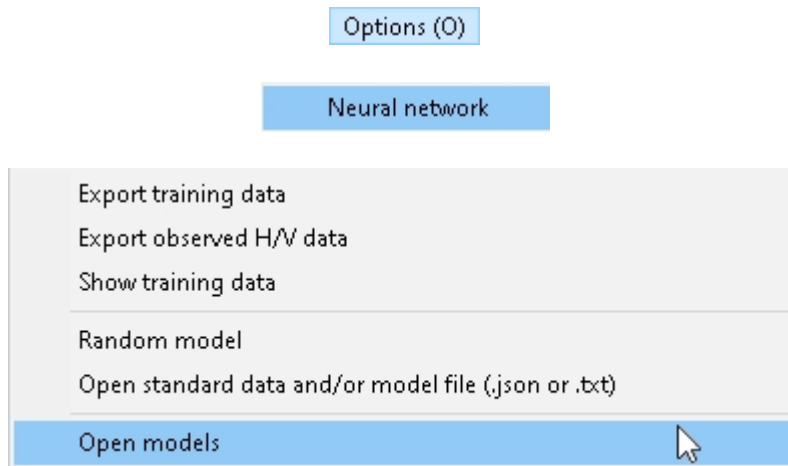 Options (O)
Neural network
Export training data
Export observed H/V data
Show training data
Random model
Open standard data and/or model file (.json or .txt)
Open models